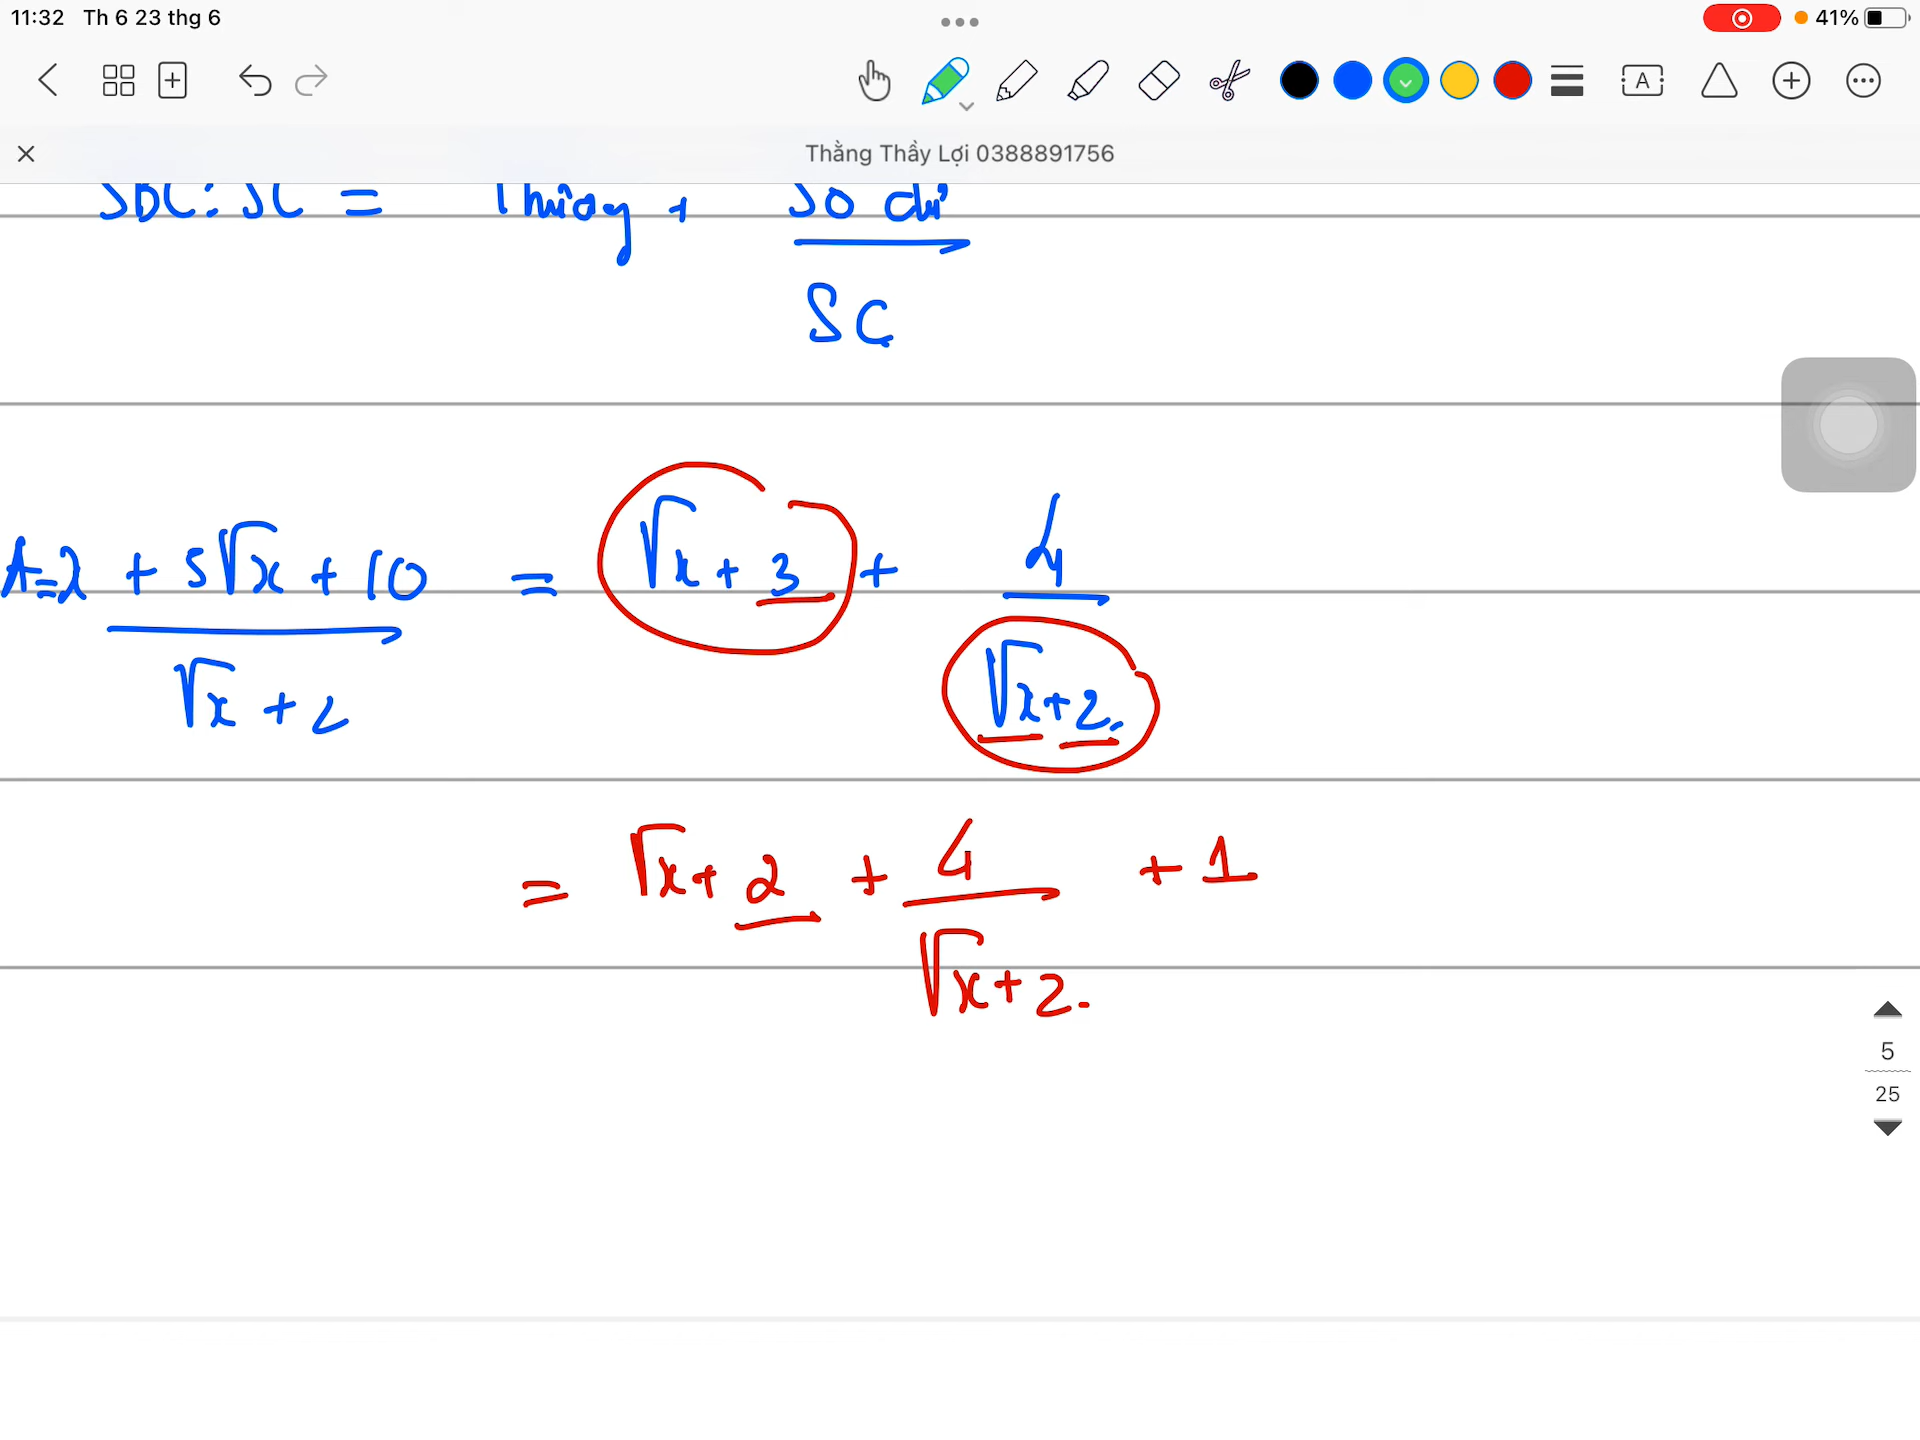 11:32 Th 6 23 thg 6
41%
A
Thằng Thầy Lợi 0388891756
SBC : SC = Thương + Số dư
SC
A = x + 5√x + 10 = √x + 3 + 4
√x + 2 √x + 2.
= √x + 2 + 4 + 1
√x + 2.
5
25